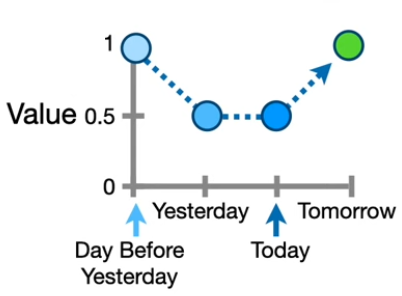 1
Value 0.5
0
Yesterday Tomorrow
Day Before Today
Yesterday